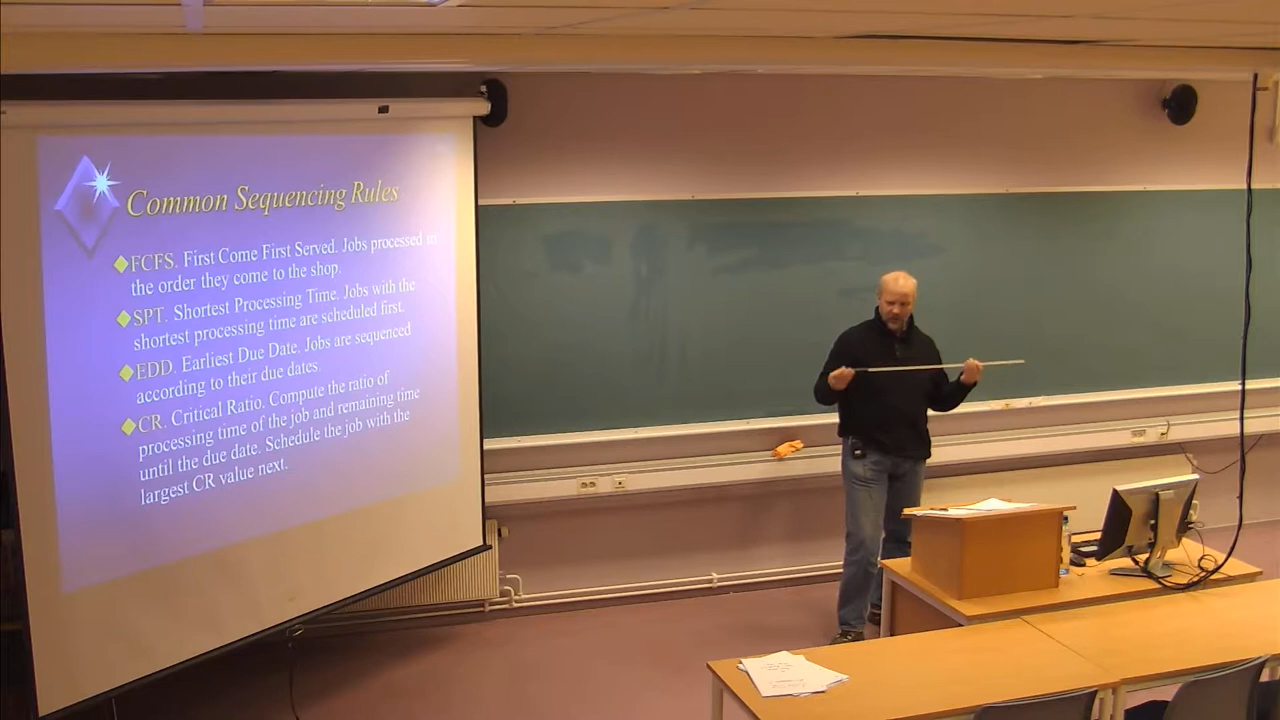 Common Sequencing Rules
FCFS. First Come First Served. Jobs processed in
the order they come to the shop.
SPT. Shortest Processing Time. Jobs with the
shortest processing time are scheduled first.
EDD. Earliest Due Date. Jobs are sequenced
according to their due dates.
CR. Critical Ratio. Compute the ratio of
processing time of the job and remaining time
until the due date. Schedule the job with the
largest CR value next.